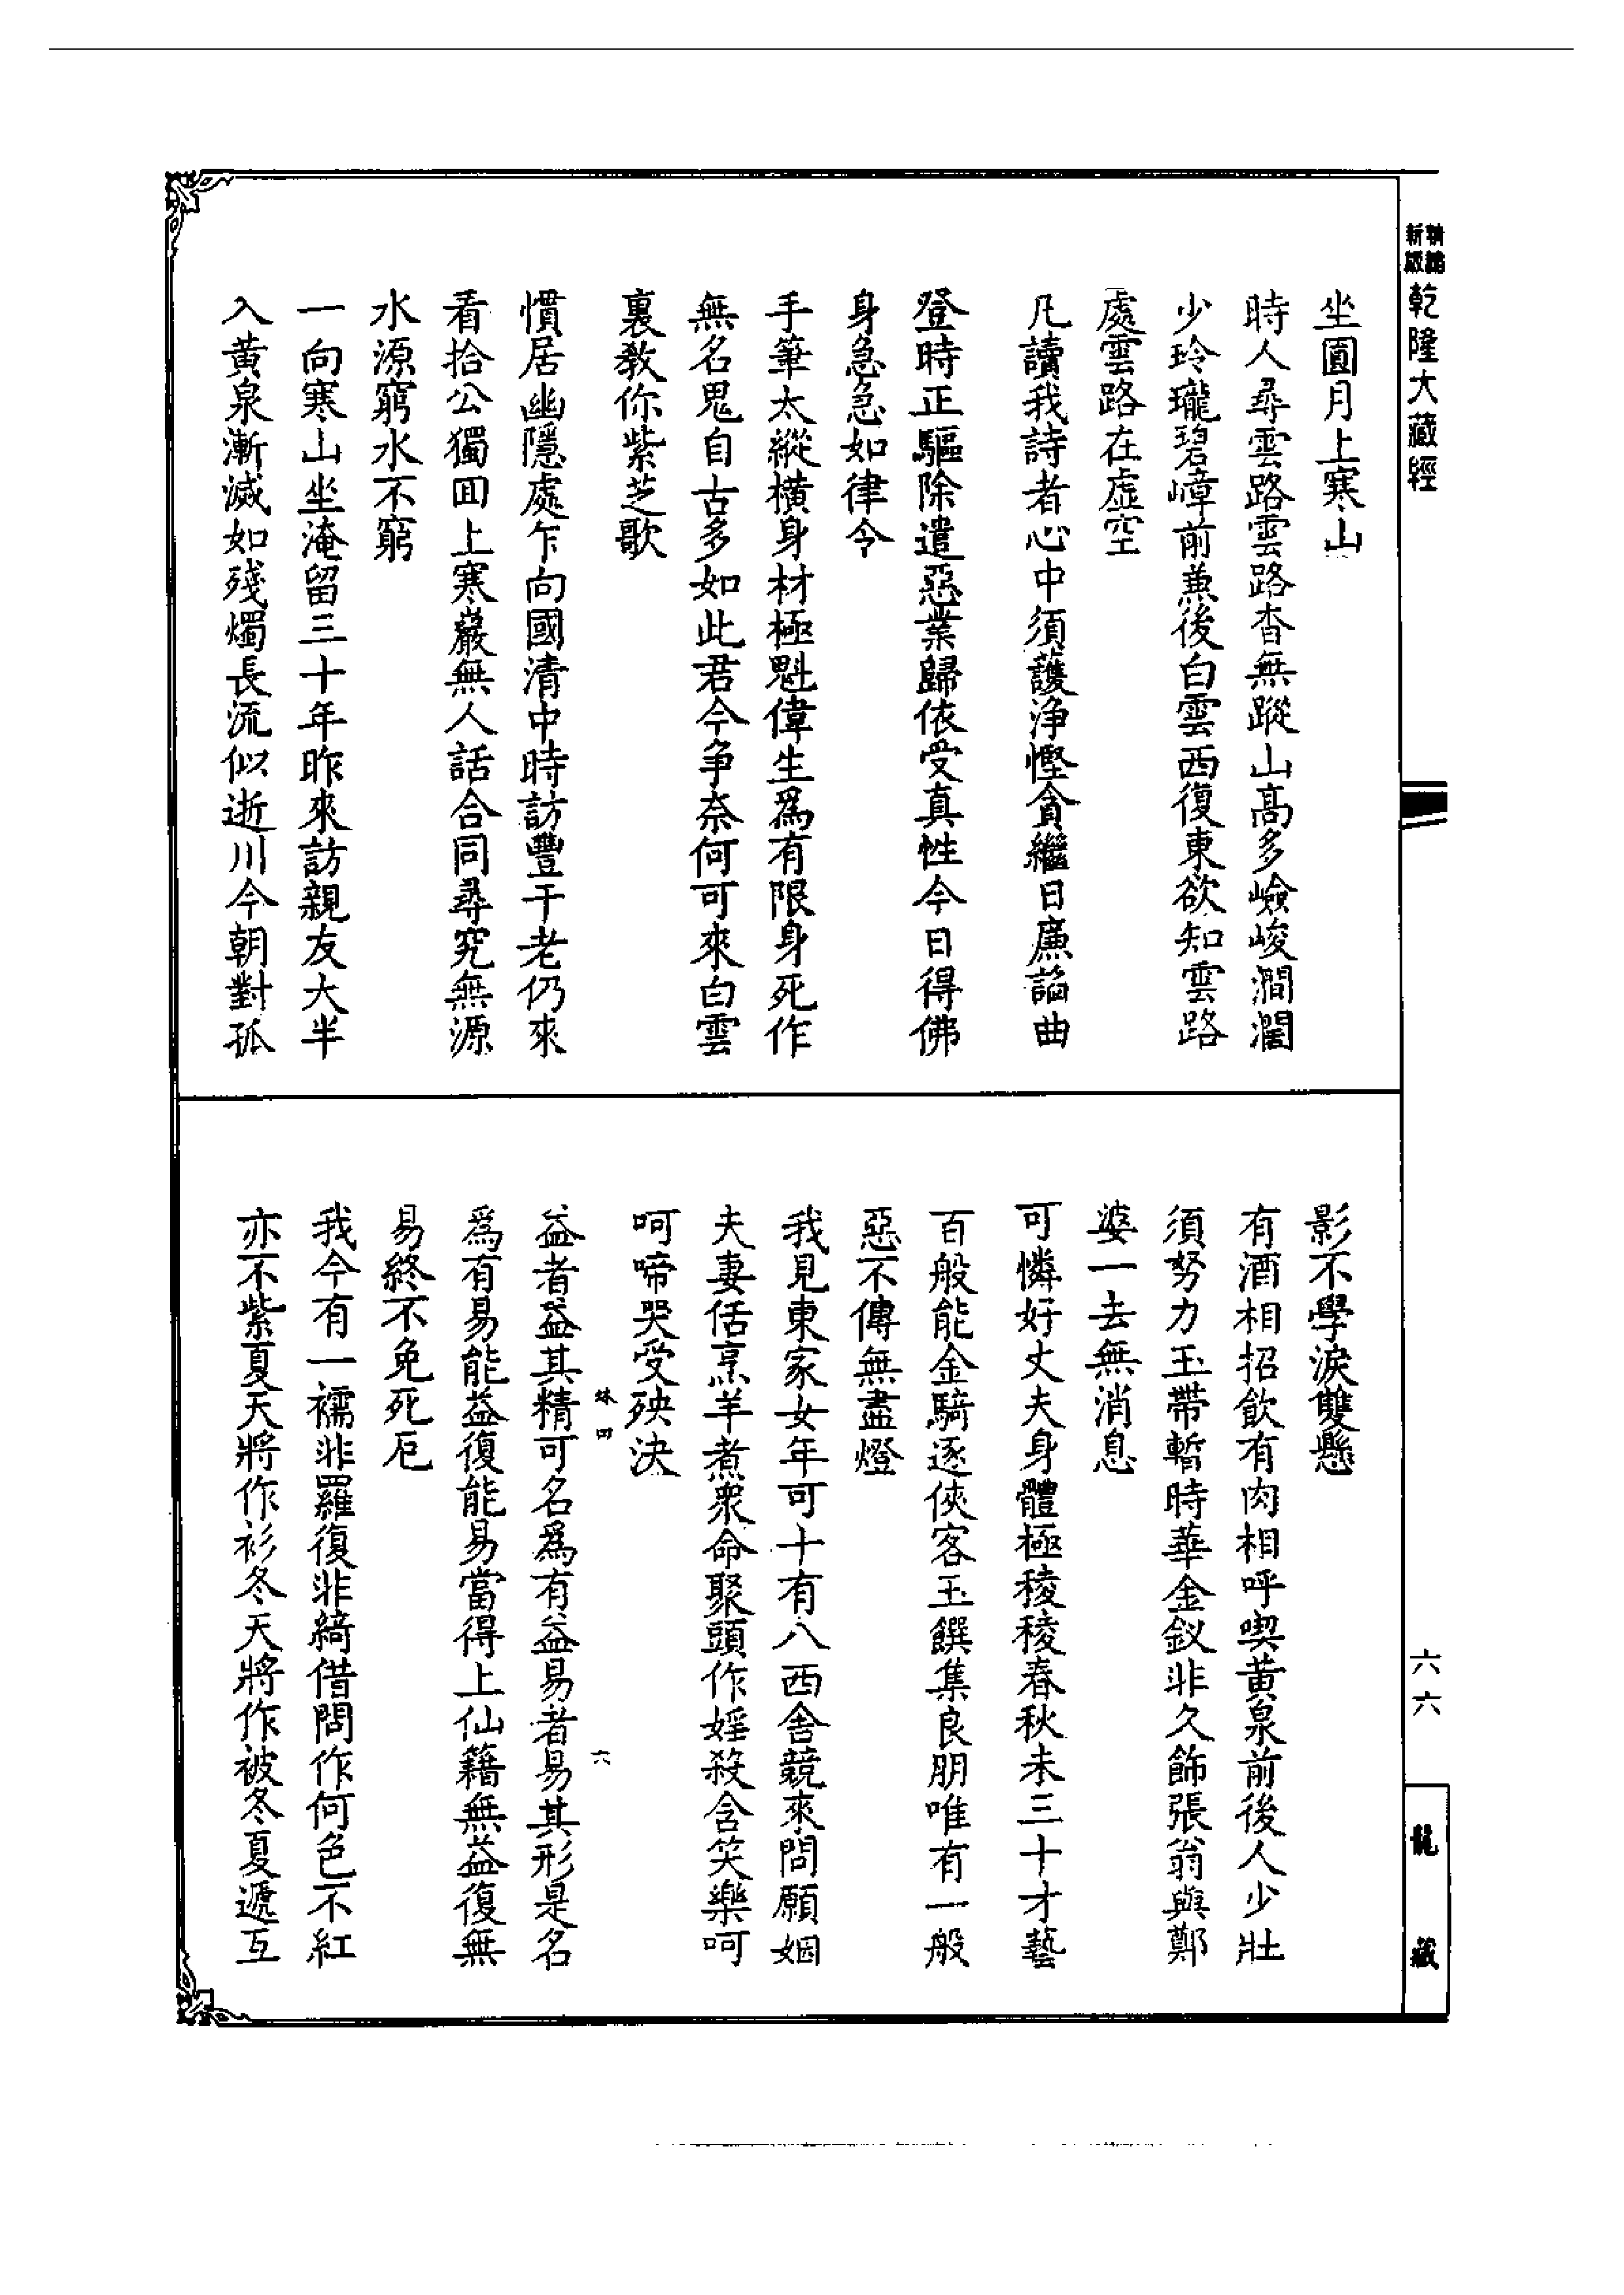 新版
精縮
乾隆大藏經
坐圓月上寒山
時人尋雲路雲路杳無蹤山高多嶮峻澗濶
少玲瓏碧嶂前兼後白雲西復東欲知雲路
處雲路在虛空
凡讀我詩者心中須護淨慳貪繼日廉謟曲
登時正驅除遣惡業歸依受真性今日得佛
身急急如律令
手筆太縱橫身材極魁偉生爲有限身死作
無名鬼自古多如此君今争奈何可來白雲
裏教你紫芝歌
慣居幽隱處乍向國清中時訪豐干老仍來
看拾公獨回上寒巖無人話合同尋究無源
水源窮水不窮
一向寒山坐淹留三十年昨來訪親友大半
入黄泉漸滅如殘燭長流似逝川今朝對孤
影不學淚雙懸
有酒相招飲有肉相呼喫黄泉前後人少壯
須努力玉帶暫時華金釵非久飾張翁與鄭
婆一去無消息
可憐好丈夫身體極稜稜春秋未三十才藝
百般能金騎逐俠客玉饌集良朋唯有一般
惡不傳無盡燈
我見東家女年可十有八西舍競來問願姻
夫妻活烹羊煮衆命聚頭作婬殺含笑樂呵
呵啼哭受殃決
益者益其精可名爲有益易者易其形是名
爲有易能益復能易當得上仙籍無益復無
易終不免死厄
我今有一襦非羅復非綺借問作何色不紅
亦不紫夏天將作衫冬天將作被冬夏遞互
四
六
六六
龍藏